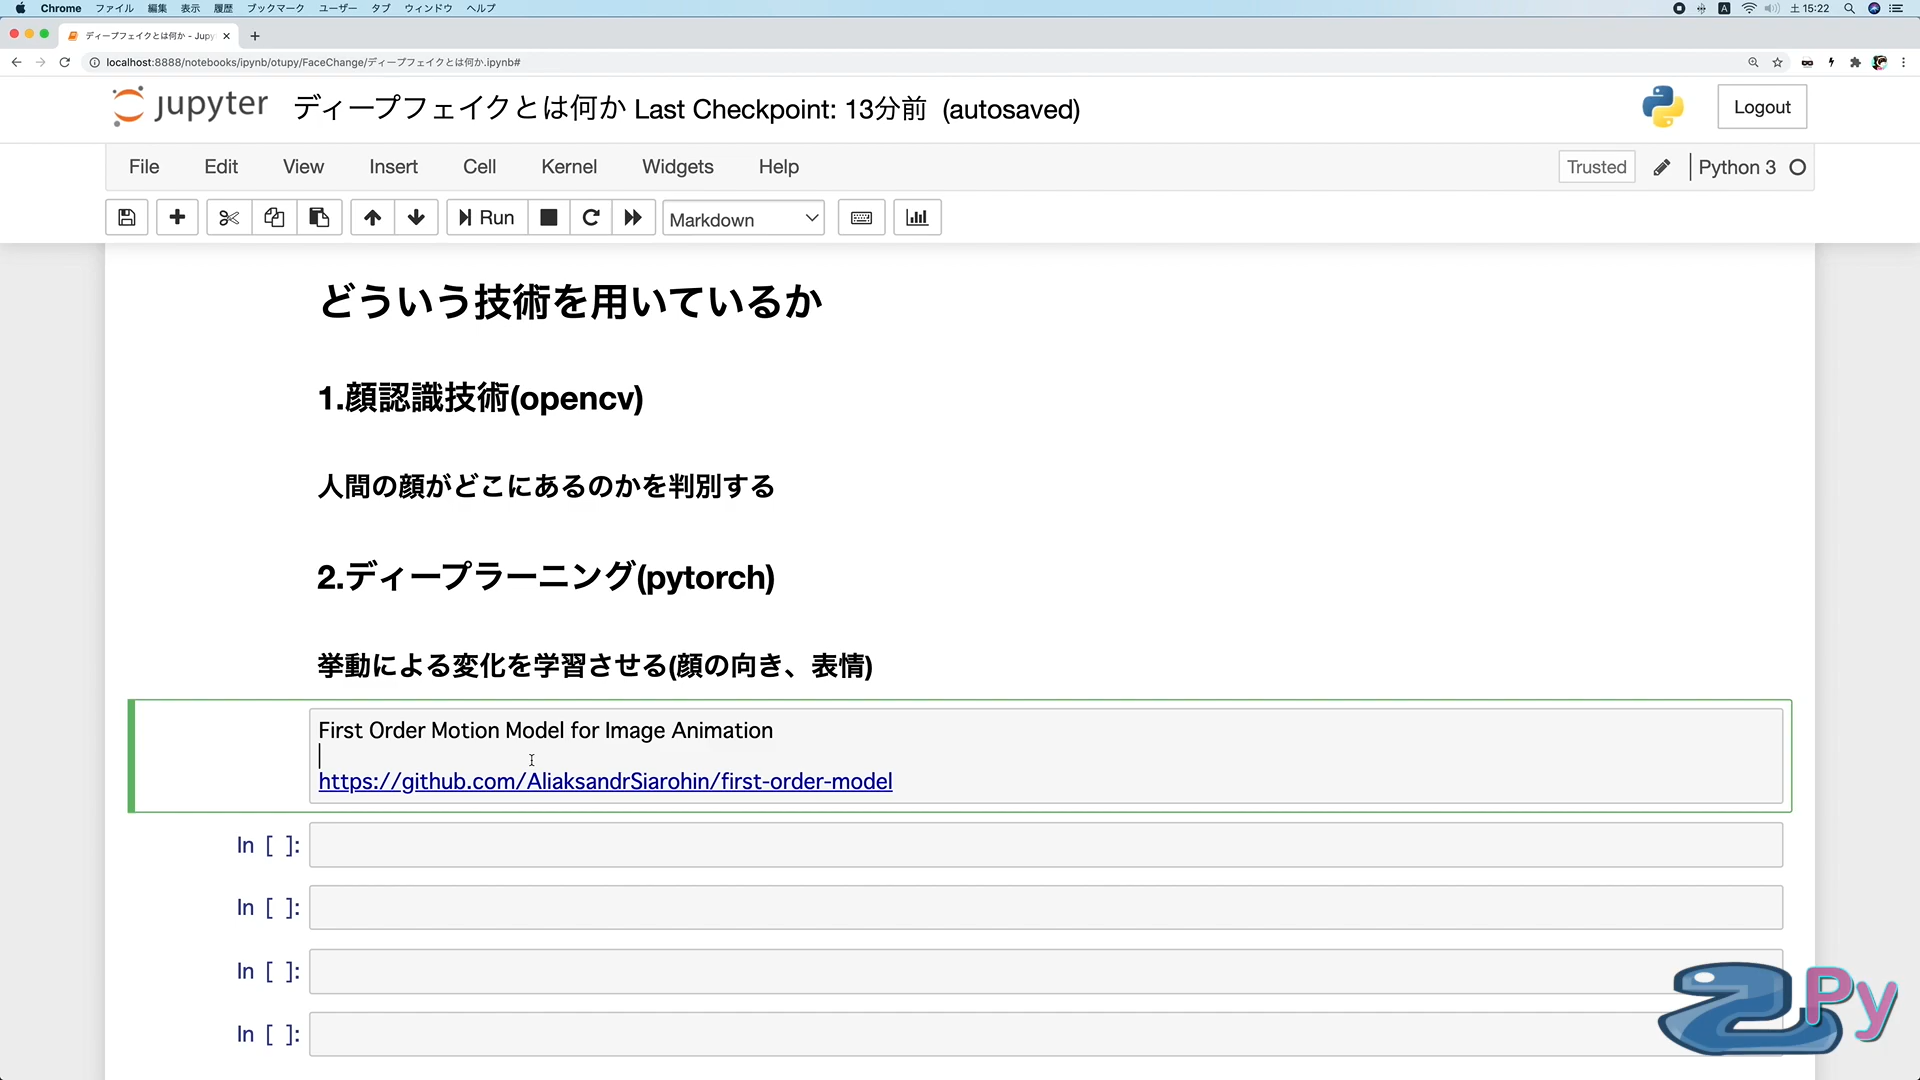 Chrome ファイル 編集 表示 履歴 ブックマーク ユーザー タブ ウィンドウ ヘルプ
A 土 15:22
ディープフェイクとは何か - Jupy
localhost:8888/notebooks/ipynb/otupy/FaceChange/ディープフェイクとは何か.ipynb#
jupyter ディープフェイクとは何か Last Checkpoint: 13分前 (autosaved)
Logout
File Edit View Insert Cell Kernel Widgets Help
Trusted Python 3
Run Markdown
どういう技術を用いているか
1.顔認識技術(opencv)
人間の顔がどこにあるのかを判別する
2.ディープラーニング(pytorch)
挙動による変化を学習させる(顔の向き、表情)
First Order Motion Model for Image Animation
https://github.com/AliaksandrSiarohin/first-order-model
In [ ]:
In [ ]:
In [ ]:
In [ ]:
Py